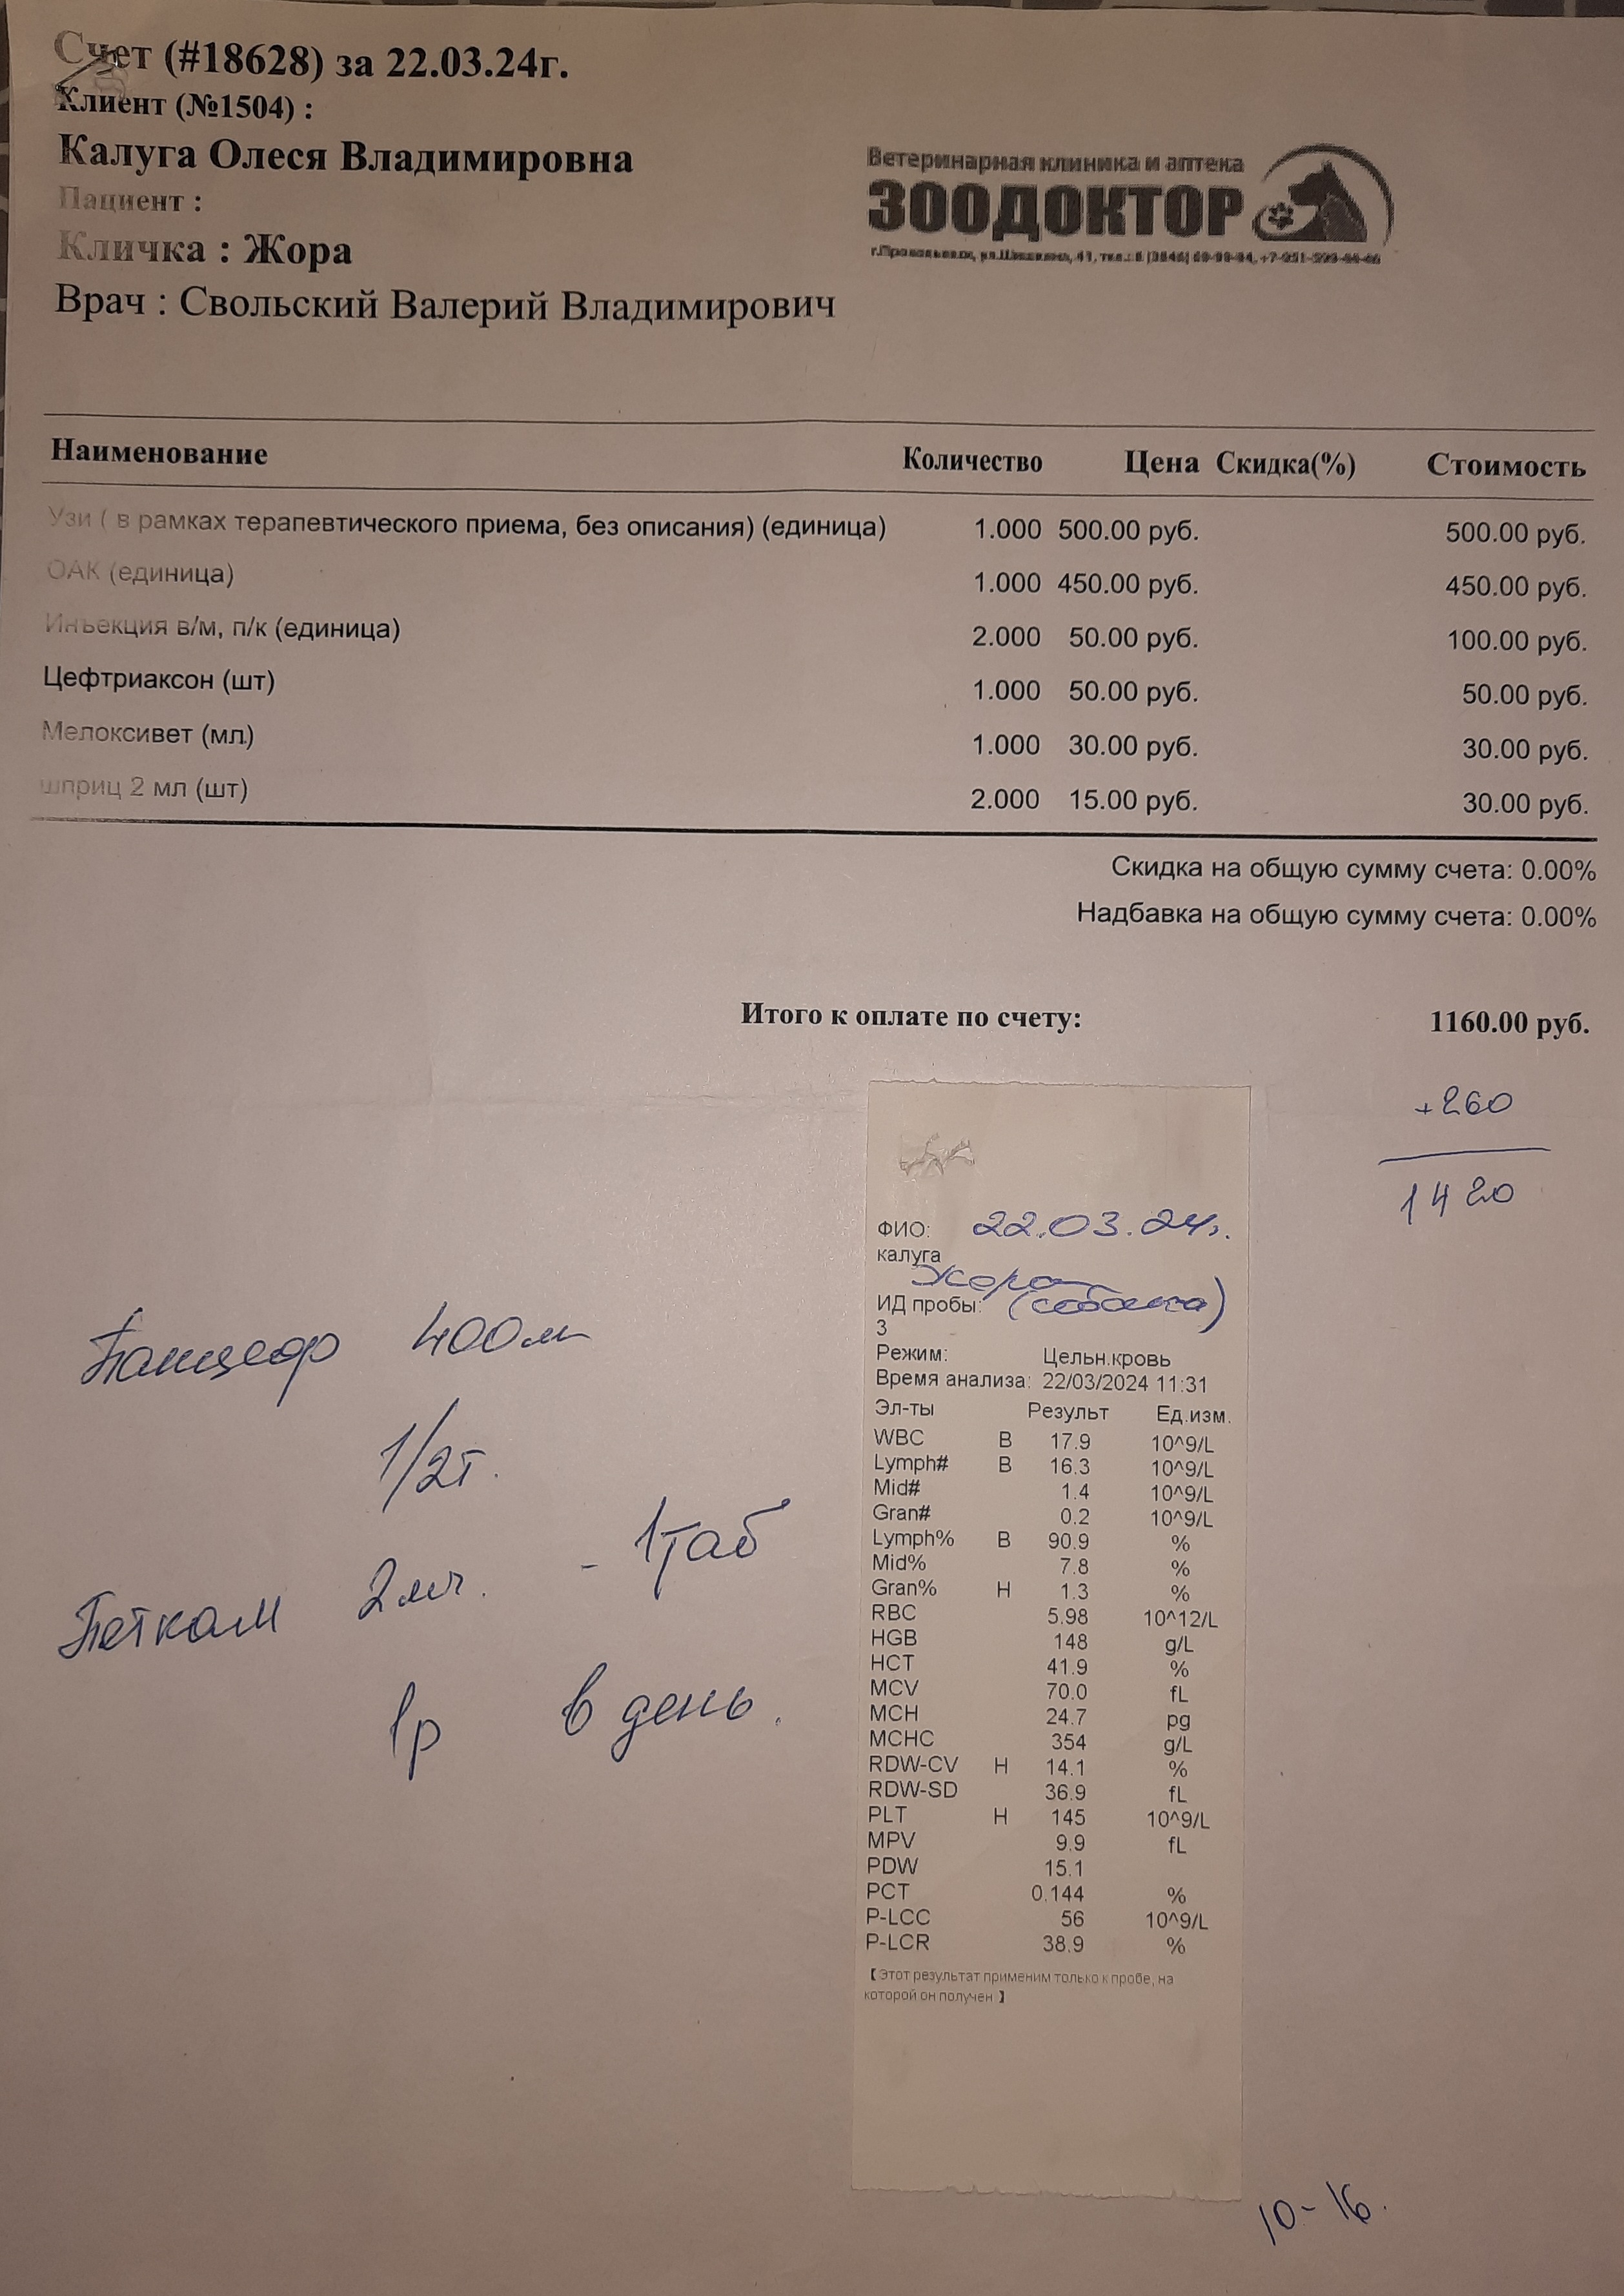 Счет (#18628) за 22.03.24г.
Клиент (№1504) :
Калуга Олеся Владимировна
Пациент :
Кличка : Жора
Врач : Свольский Валерий Владимирович
Ветеринарная клиника и аптека
ЗООДОКТОР
Наименование Количество Цена Скидка(%) Стоимость
Узи ( в рамках терапевтического приема, без описания) (единица) 1.000 500.00 руб. 500.00 руб.
ОАК (единица) 1.000 450.00 руб. 450.00 руб.
Инъекция в/м, п/к (единица) 2.000 50.00 руб. 100.00 руб.
Цефтриаксон (шт) 1.000 50.00 руб. 50.00 руб.
Мелоксивет (мл) 1.000 30.00 руб. 30.00 руб.
шприц 2 мл (шт) 2.000 15.00 руб. 30.00 руб.
Скидка на общую сумму счета: 0.00%
Надбавка на общую сумму счета: 0.00%
Итого к оплате по счету: 1160.00 руб.
+260
1420
Панцеф 400м
1/2т.
Петкам 2мг. - 1таб
1р в день.
ФИО: 22.03.24г.
калуга
Жора
ИД пробы: (собака)
3
Режим: Цельн.кровь
Время анализа: 22/03/2024 11:31
Эл-ты Результ Ед.изм.
WBC В 17.9 10^9/L
Lymph# В 16.3 10^9/L
Mid# 1.4 10^9/L
Gran# 0.2 10^9/L
Lymph% В 90.9 %
Mid% 7.8 %
Gran% Н 1.3 %
RBC 5.98 10^12/L
HGB 148 g/L
HCT 41.9 %
MCV 70.0 fL
MCH 24.7 pg
MCHC 354 g/L
RDW-CV Н 14.1 %
RDW-SD 36.9 fL
PLT Н 145 10^9/L
MPV 9.9 fL
PDW 15.1
PCT 0.144 %
P-LCC 56 10^9/L
P-LCR 38.9 %
【Этот результат применим только к пробе, на
которой он получен】
10-16.